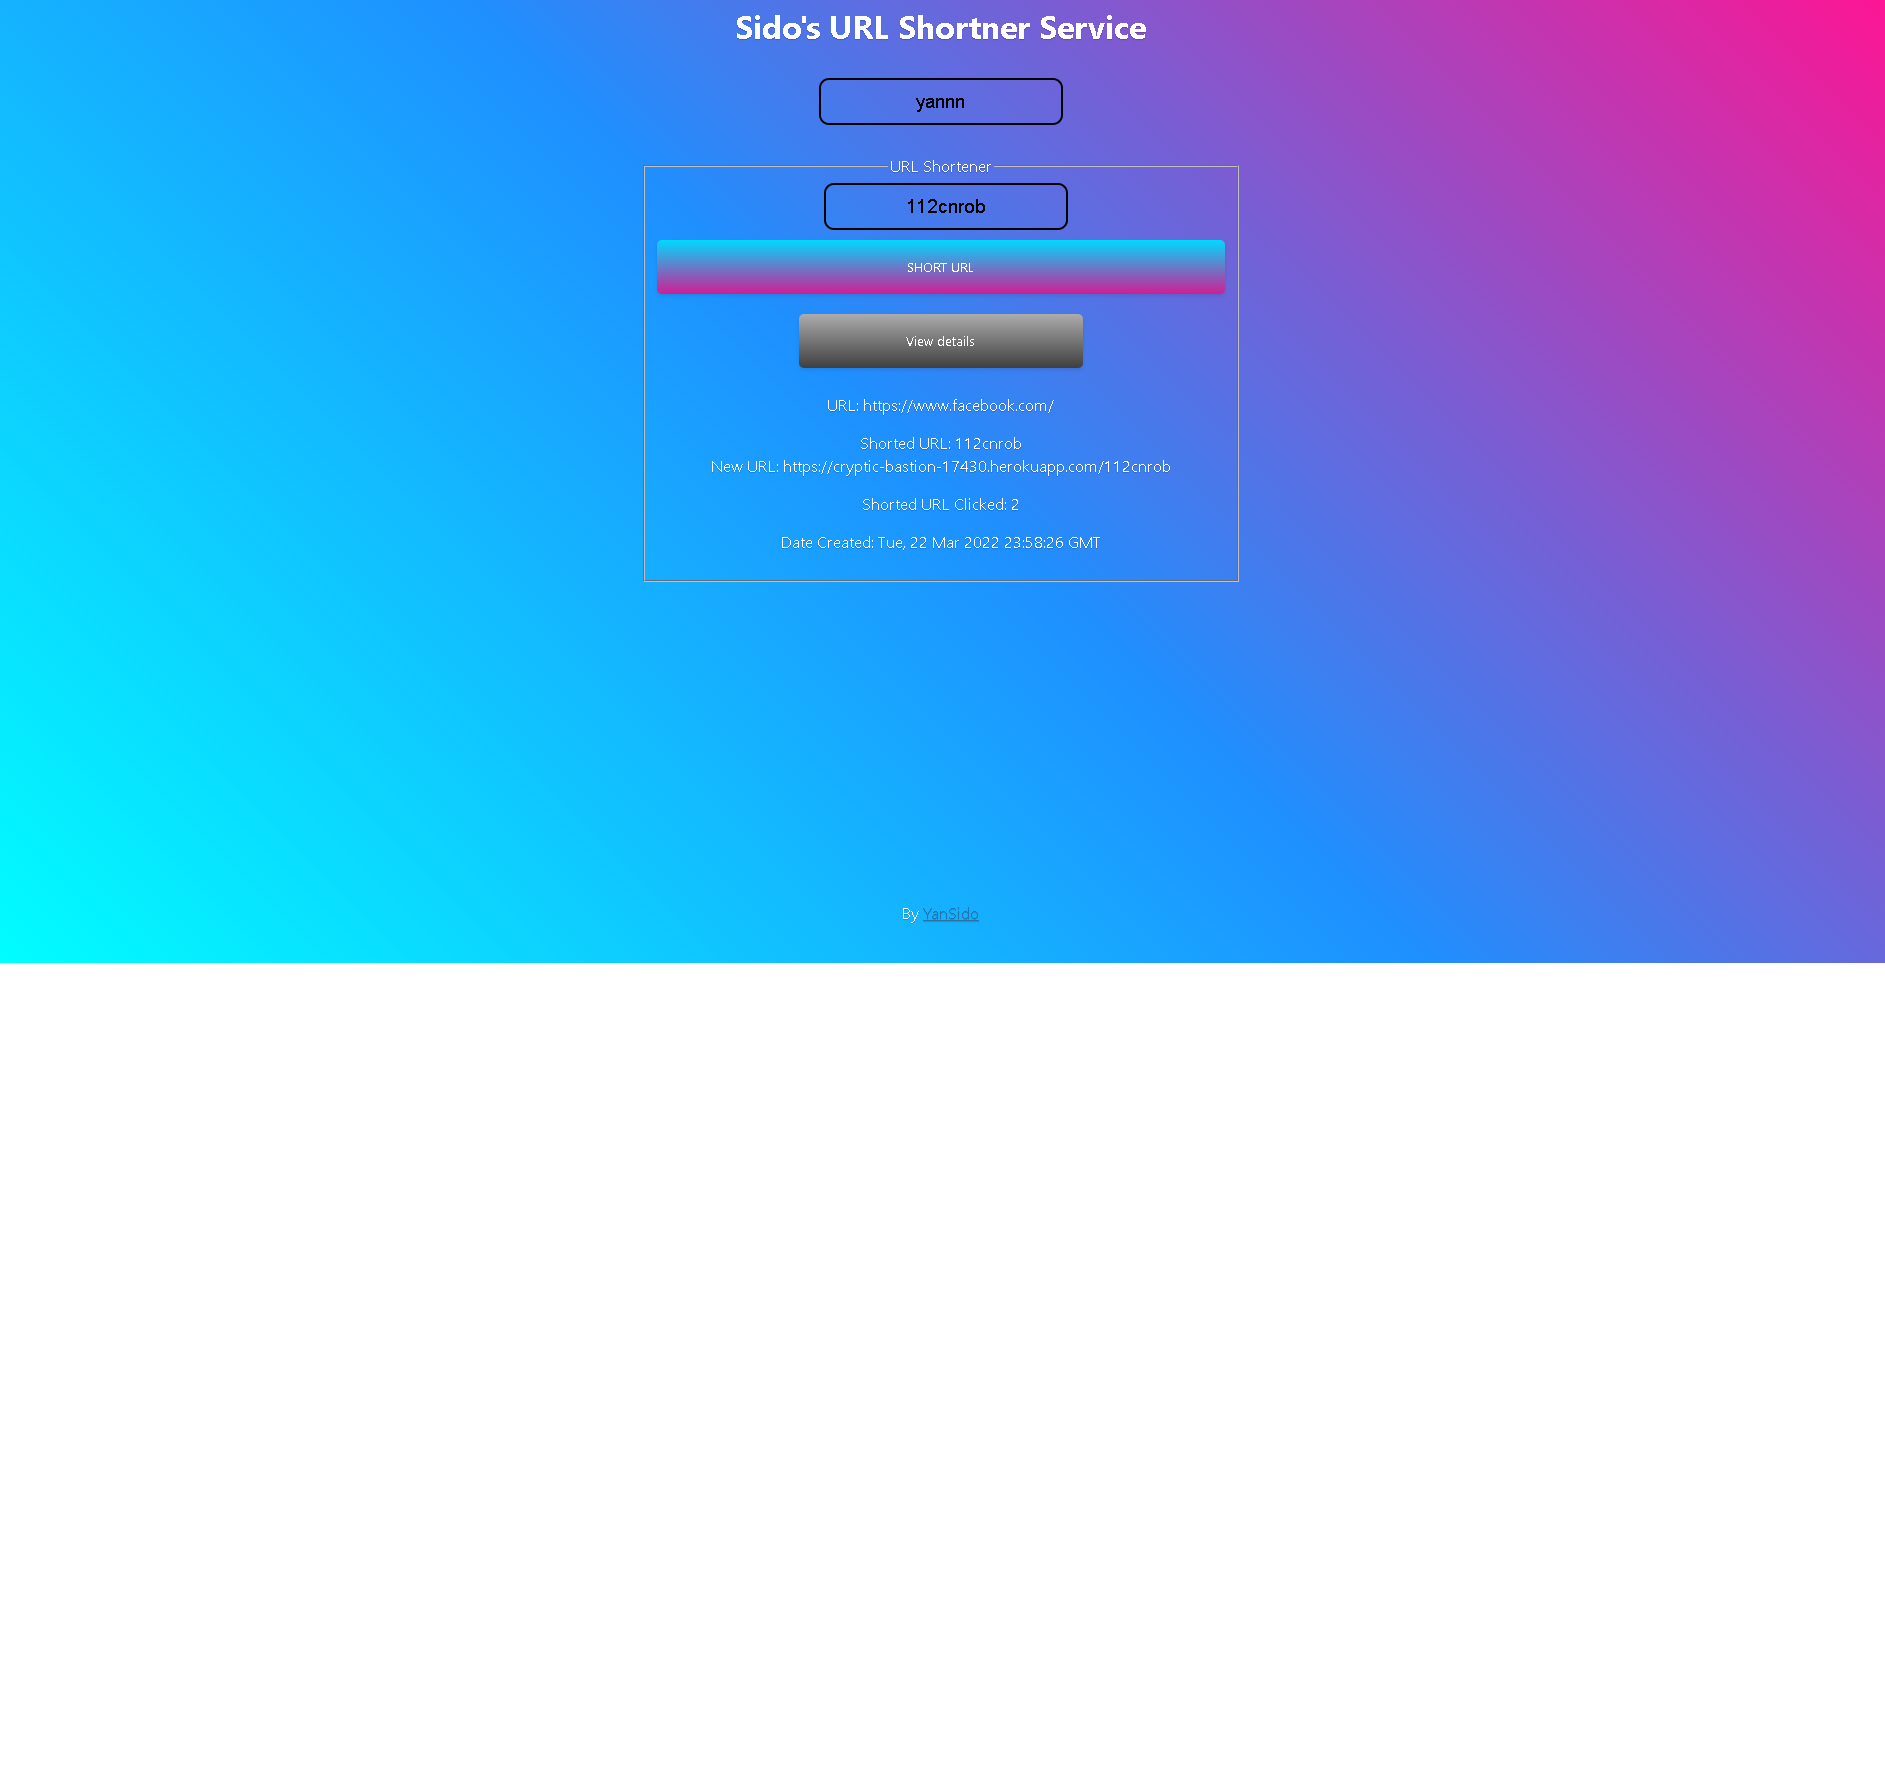 Sido's URL Shortner Service
yannn
URL Shortener
112cnrob
SHORT URL
View details
URL: https://www.facebook.com/
Shorted URL: 112cnrob
New URL: https://cryptic-bastion-17430.herokuapp.com/112cnrob
Shorted URL Clicked: 2
Date Created: Tue, 22 Mar 2022 23:58:26 GMT
By YanSido